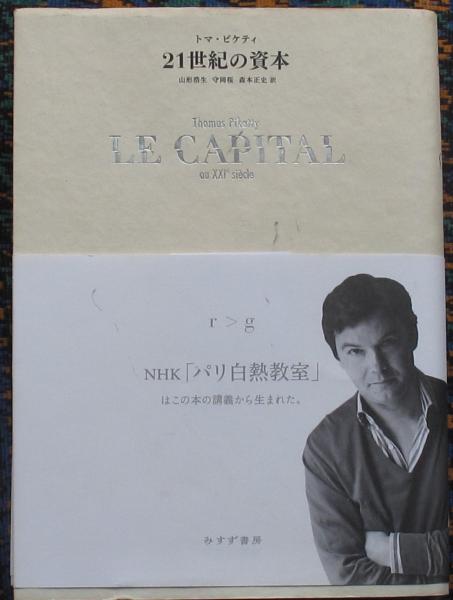 トマ・ピケティ
21世紀の資本
山形浩生 守岡桜 森本正史 訳
Thomas Piketty
LE CAPITAL
au XXIe siècle
r > g
NHK「パリ白熱教室」
はこの本の講義から生まれた。
みすず書房